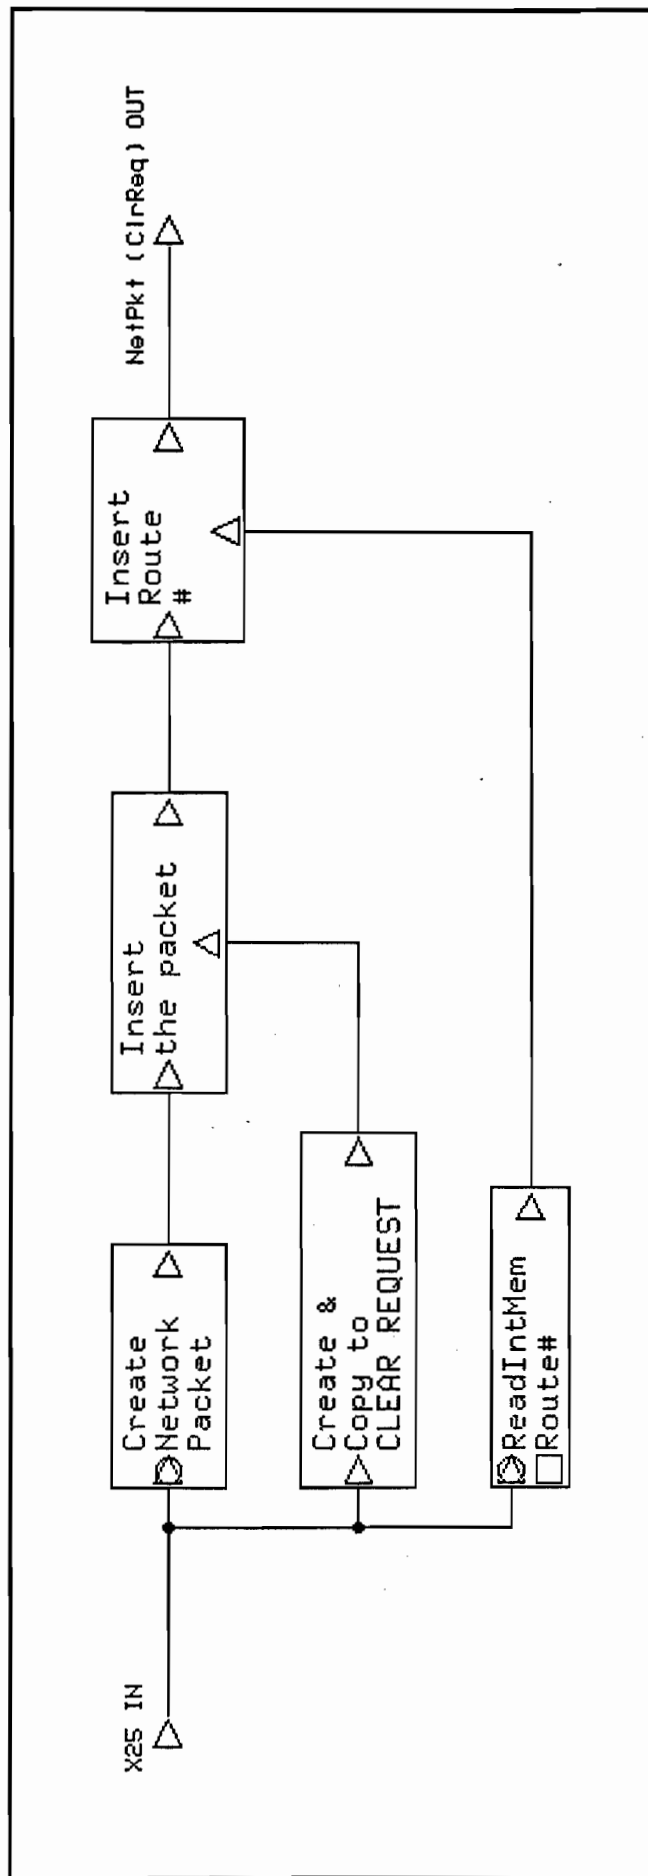 X25 IN
Create
Network
Packet
Create &
Copy to
CLEAR REQUEST
ReadIntMem
Route#
Insert
the packet
Insert
Route
#
NetPkt (ClrReq) OUT